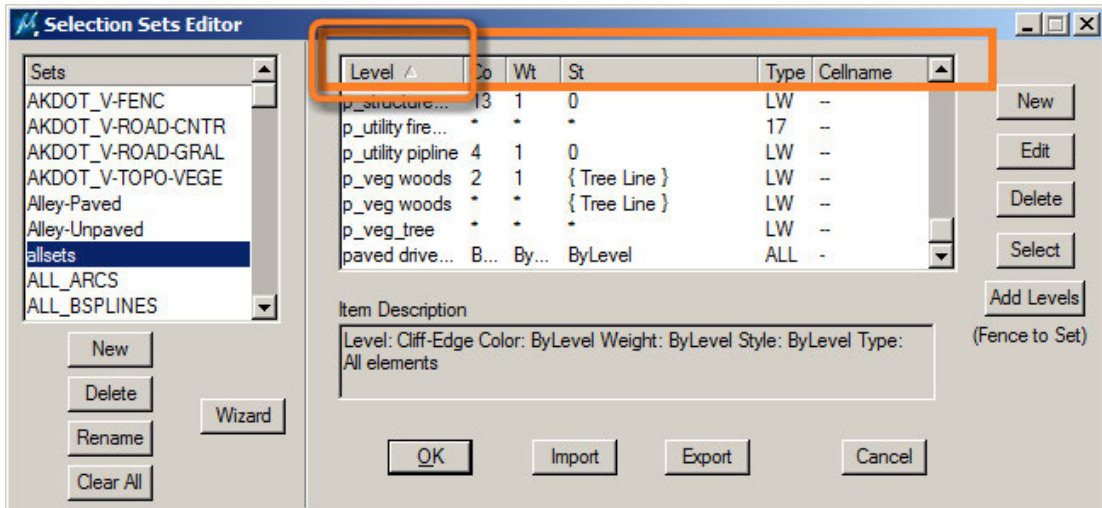 Selection Sets Editor
Sets
AKDOT_V-FENC
AKDOT_V-ROAD-CNTR
AKDOT_V-ROAD-GRAL
AKDOT_V-TOPO-VEGE
Alley-Paved
Alley-Unpaved
allsets
ALL_ARCS
ALL_BSPLINES
New
Delete
Rename
Clear All
Wizard
Level Co Wt St Type Cellname
p_structure... 13 1 0 LW --
p_utility fire... * * * 17 --
p_utility pipline 4 1 0 LW --
p_veg woods 2 1 { Tree Line } LW --
p_veg woods * * { Tree Line } LW --
p_veg_tree * * * LW --
paved drive... B... By... ByLevel ALL -
Item Description
Level: Cliff-Edge Color: ByLevel Weight: ByLevel Style: ByLevel Type:
All elements
OK Import Export Cancel
New
Edit
Delete
Select
Add Levels
(Fence to Set)